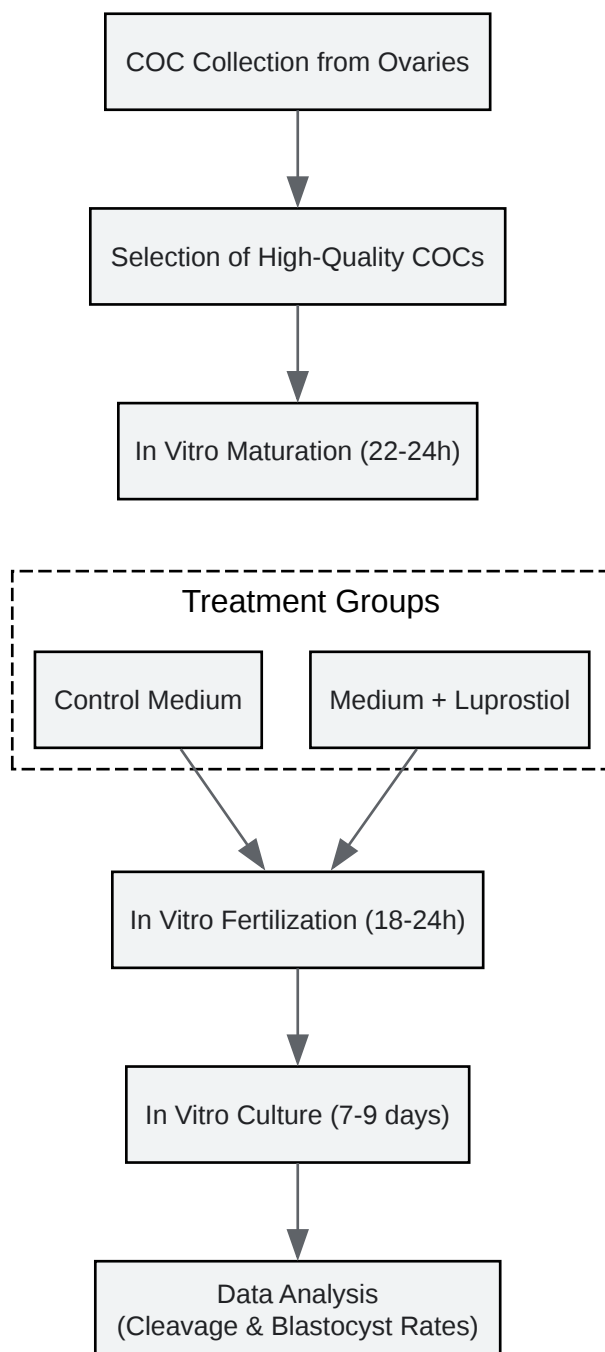 COC Collection from Ovaries
Selection of High-Quality COCs
In Vitro Maturation (22-24h)
Treatment Groups
Control Medium
Medium + Luprostiol
In Vitro Fertilization (18-24h)
In Vitro Culture (7-9 days)
Data Analysis
(Cleavage & Blastocyst Rates)